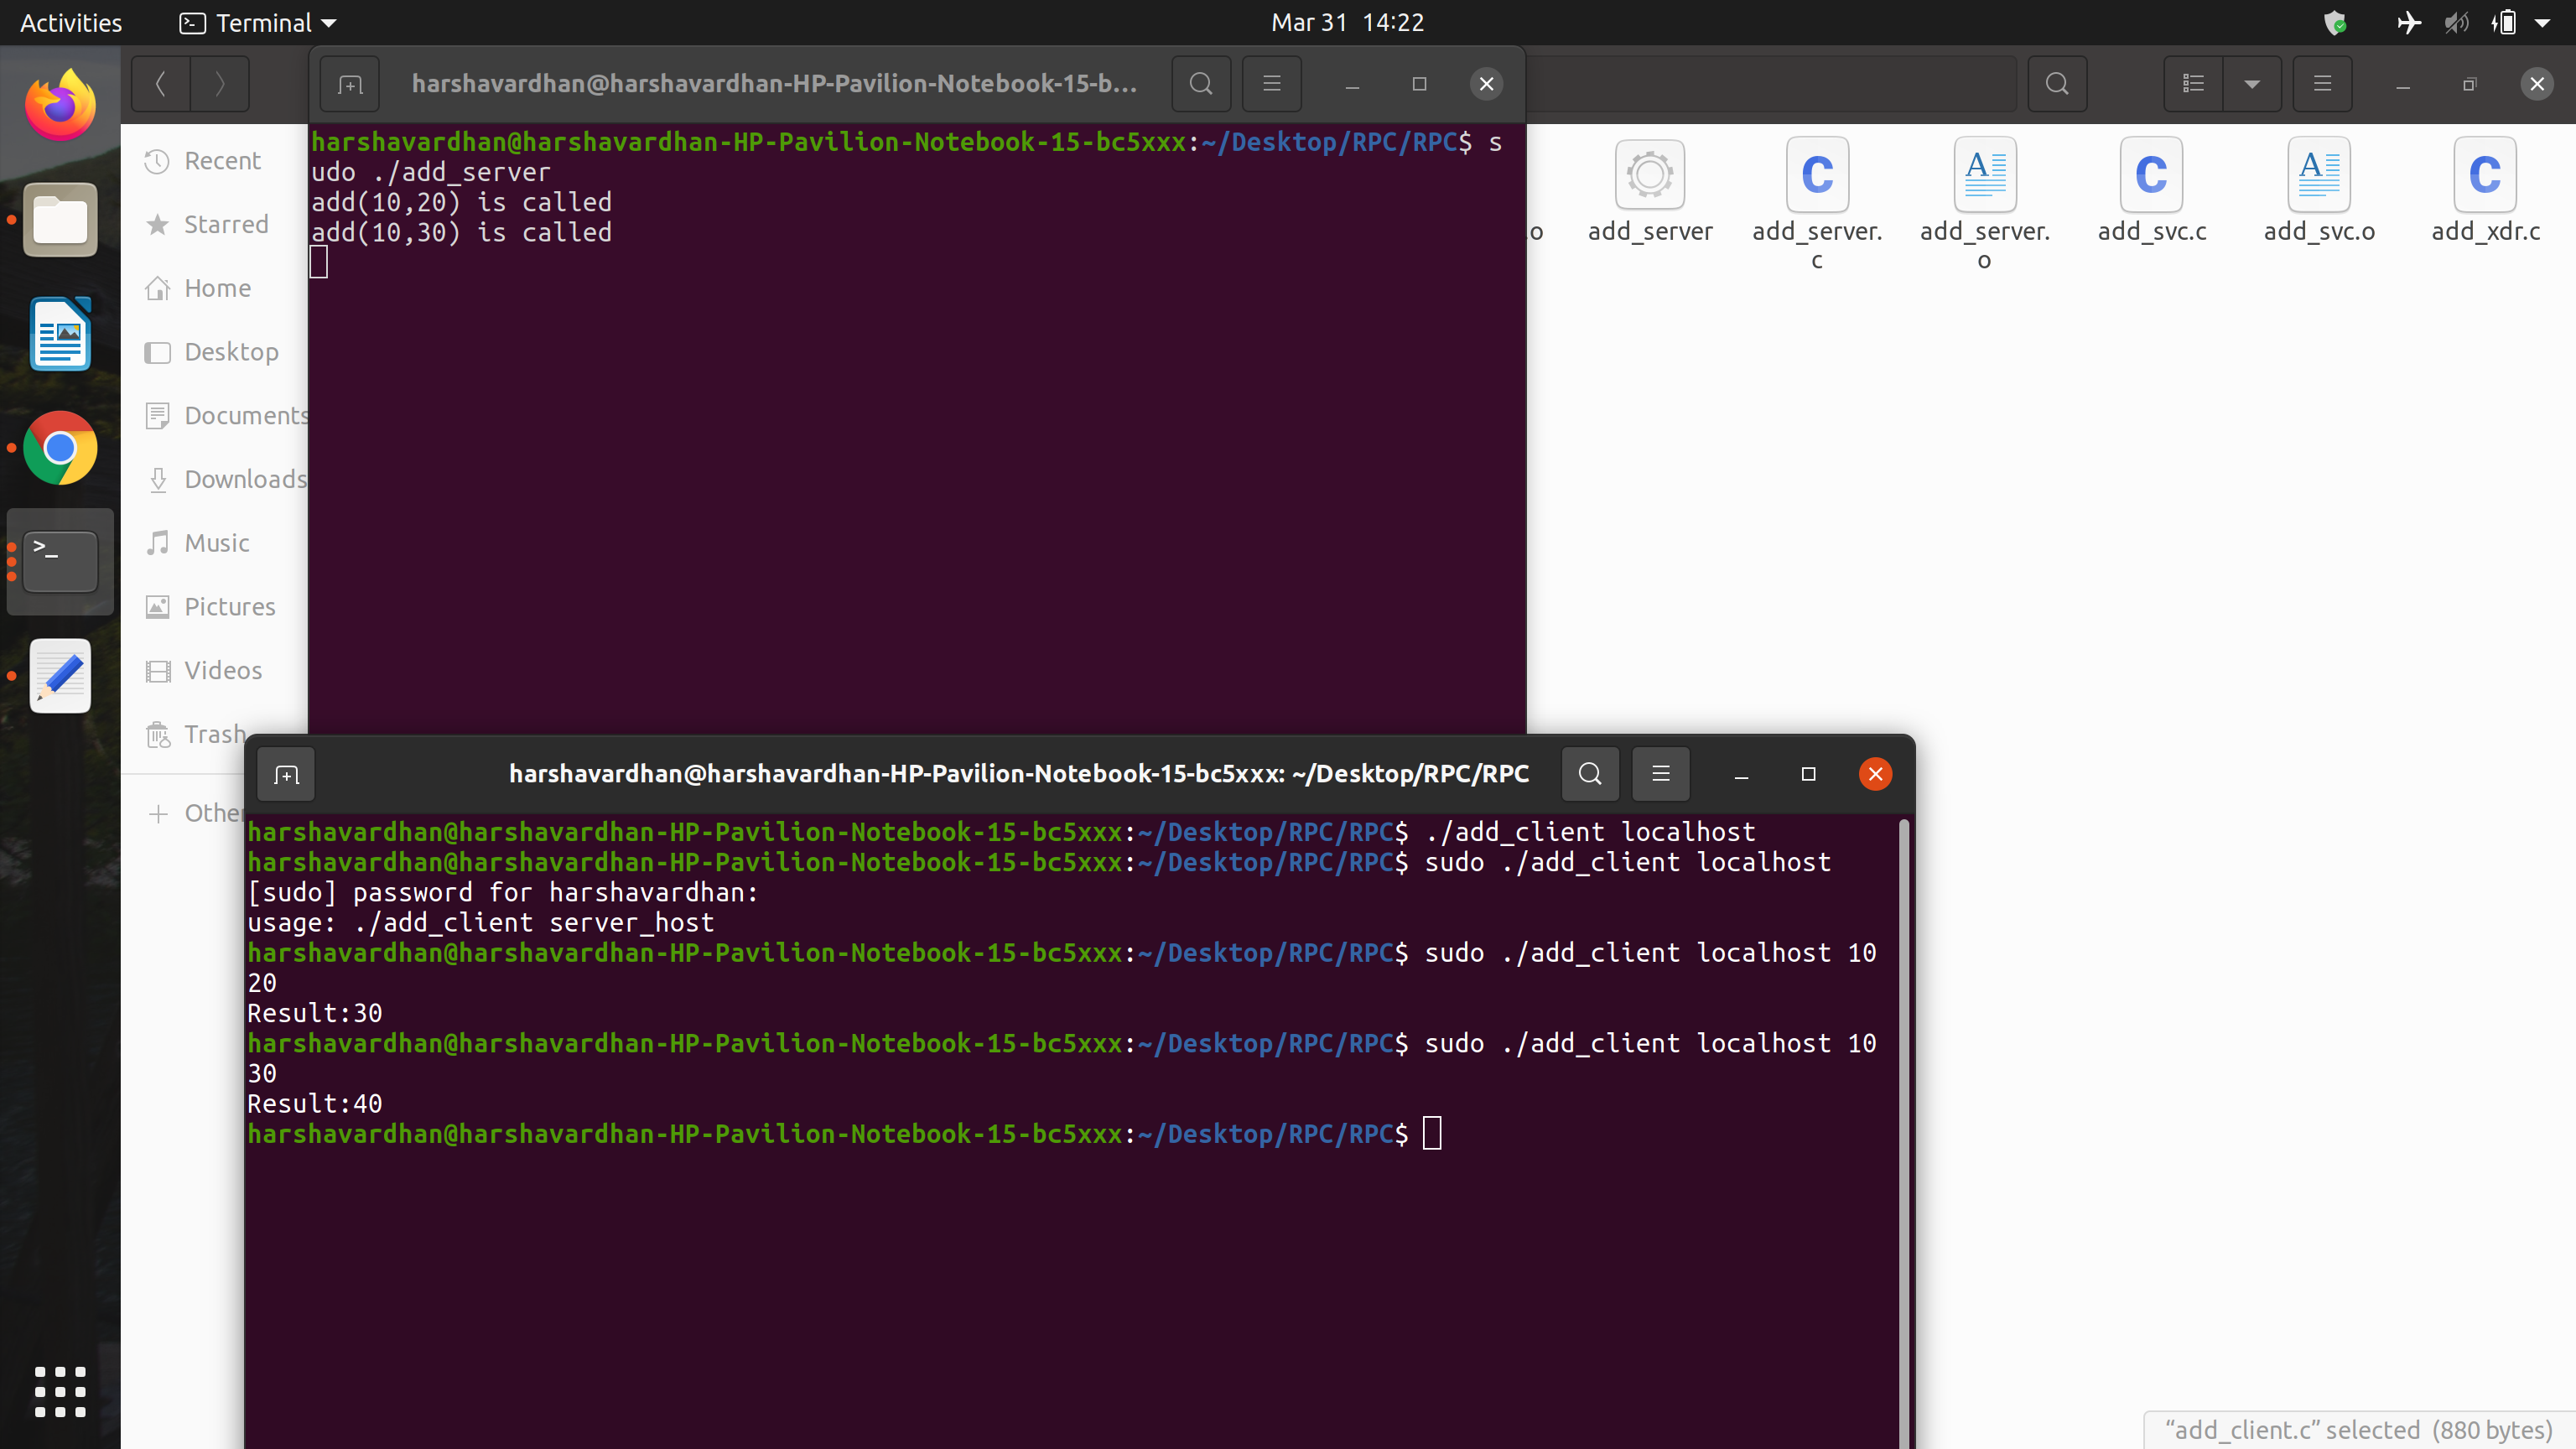 Activities
Terminal
Mar 31 14:22
harshavardhan@harshavardhan-HP-Pavilion-Notebook-15-b...
Recent
Starred
Home
Desktop
Documents
Downloads
Music
Pictures
Videos
Trash
Other
harshavardhan@harshavardhan-HP-Pavilion-Notebook-15-bc5xxx:~/Desktop/RPC/RPC$ s
udo ./add_server
add(10,20) is called
add(10,30) is called
.o
add_server
add_server.
c
add_server.
o
add_svc.c
add_svc.o
add_xdr.c
harshavardhan@harshavardhan-HP-Pavilion-Notebook-15-bc5xxx: ~/Desktop/RPC/RPC
harshavardhan@harshavardhan-HP-Pavilion-Notebook-15-bc5xxx:~/Desktop/RPC/RPC$ ./add_client localhost
harshavardhan@harshavardhan-HP-Pavilion-Notebook-15-bc5xxx:~/Desktop/RPC/RPC$ sudo ./add_client localhost
[sudo] password for harshavardhan:
usage: ./add_client server_host
harshavardhan@harshavardhan-HP-Pavilion-Notebook-15-bc5xxx:~/Desktop/RPC/RPC$ sudo ./add_client localhost 10
20
Result:30
harshavardhan@harshavardhan-HP-Pavilion-Notebook-15-bc5xxx:~/Desktop/RPC/RPC$ sudo ./add_client localhost 10
30
Result:40
harshavardhan@harshavardhan-HP-Pavilion-Notebook-15-bc5xxx:~/Desktop/RPC/RPC$
“add_client.c” selected (880 bytes)